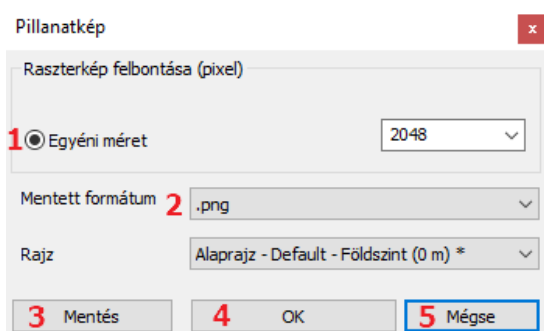 Pillanatkép x
Raszterkép felbontása (pixel)
1 Egyéni méret 2048
Mentett formátum 2 .png
Rajz Alaprajz - Default - Földszint (0 m) *
3 Mentés 4 OK 5 Mégse